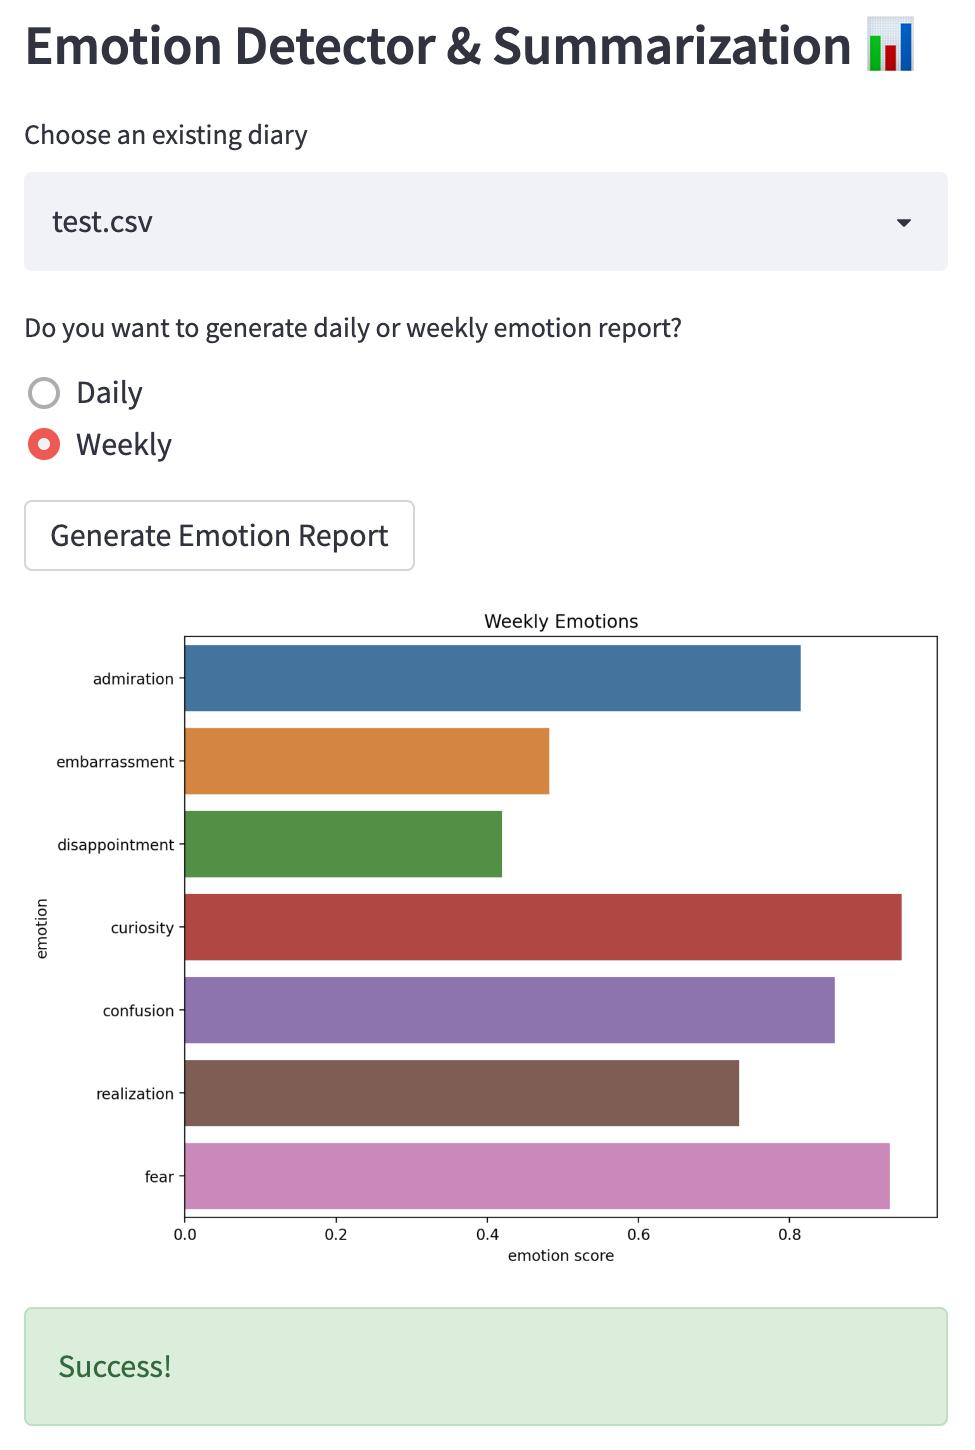 Emotion Detector & Summarization
Choose an existing diary
test.csv
Do you want to generate daily or weekly emotion report?
Daily
Weekly
Generate Emotion Report
Weekly Emotions
admiration
embarrassment
disappointment
curiosity
confusion
realization
fear
emotion
0.0 0.2 0.4 0.6 0.8
emotion score
Success!